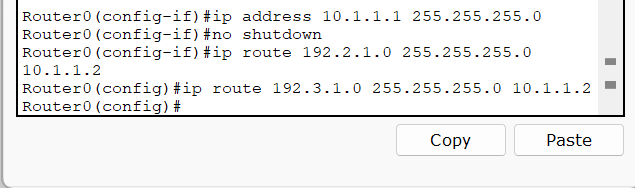 Router0(config-if)#ip address 10.1.1.1 255.255.255.0
Router0(config-if)#no shutdown
Router0(config-if)#ip route 192.2.1.0 255.255.255.0
10.1.1.2
Router0(config)#ip route 192.3.1.0 255.255.255.0 10.1.1.2
Router0(config)#
Copy
Paste